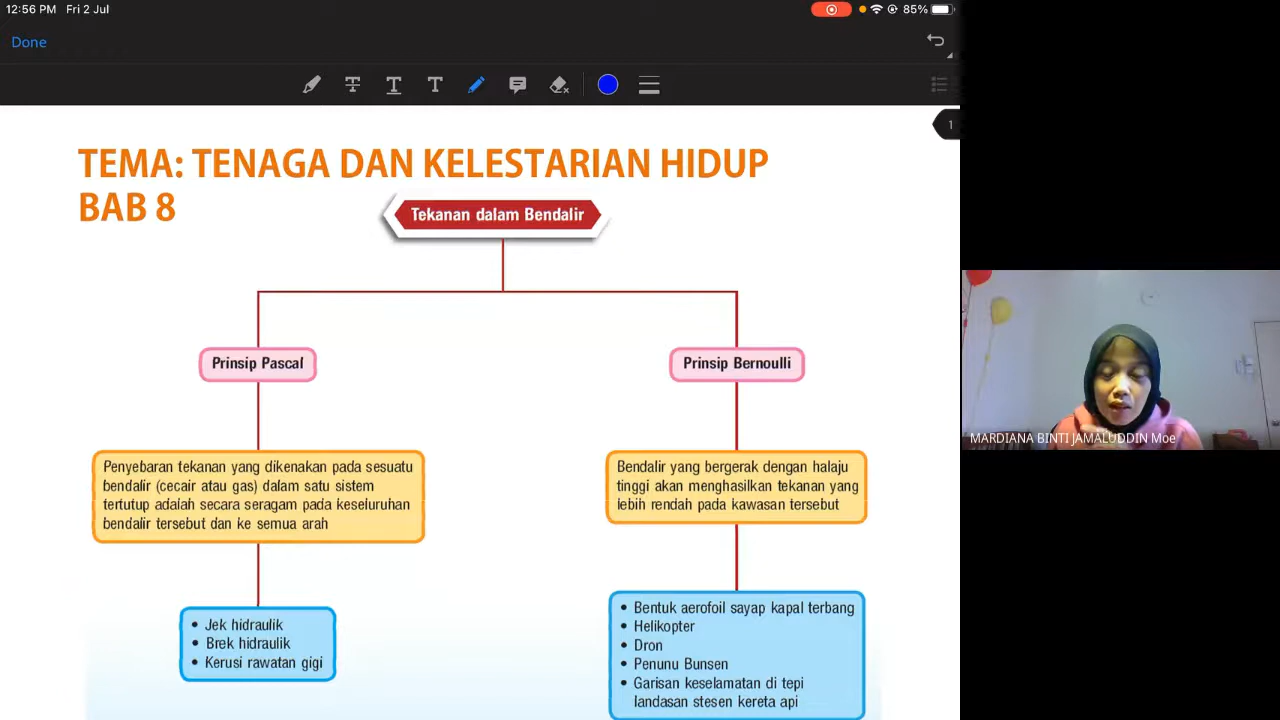 12:56 PM Fri 2 Jul
85%
Done
T
T
T
1
TEMA: TENAGA DAN KELESTARIAN HIDUP
BAB 8
Tekanan dalam Bendalir
Prinsip Pascal
Prinsip Bernoulli
Penyebaran tekanan yang dikenakan pada sesuatu
bendalir (cecair atau gas) dalam satu sistem
tertutup adalah secara seragam pada keseluruhan
bendalir tersebut dan ke semua arah
Bendalir yang bergerak dengan halaju
tinggi akan menghasilkan tekanan yang
lebih rendah pada kawasan tersebut
• Jek hidraulik
• Brek hidraulik
• Kerusi rawatan gigi
• Bentuk aerofoil sayap kapal terbang
• Helikopter
• Dron
• Penunu Bunsen
• Garisan keselamatan di tepi
landasan stesen kereta api
MARDIANA BINTI JAMALUDDIN Moe